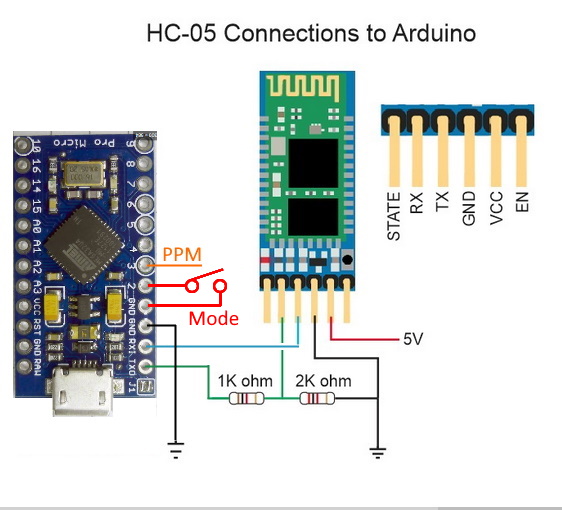 HC-05 Connections to Arduino
Pro Micro
10
16
14
15
A0
A1
A2
A3
VCC
RST
GND
RAW
9
8
7
6
5
4
3
2
GND
GND
RX1
TX0
J1
PPM
Mode
STATE
RX
TX
GND
VCC
EN
5V
1K ohm
2K ohm